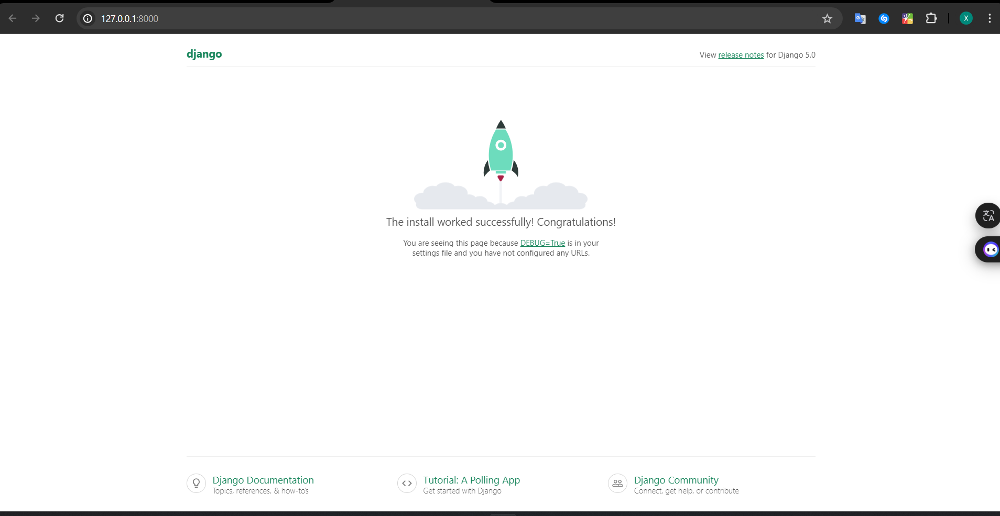 127.0.0.1:8000
X
django
View release notes for Django 5.0
The install worked successfully! Congratulations!
You are seeing this page because DEBUG=True is in your
settings file and you have not configured any URLs.
Django Documentation
Topics, references, & how-to's
Tutorial: A Polling App
Get started with Django
Django Community
Connect, get help, or contribute